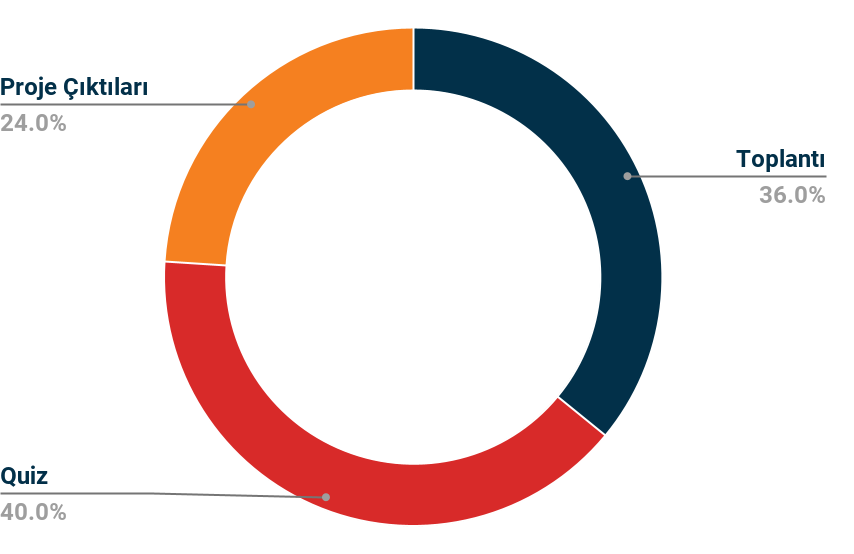 Proje Çıktıları
24.0%
Toplantı
36.0%
Quiz
40.0%